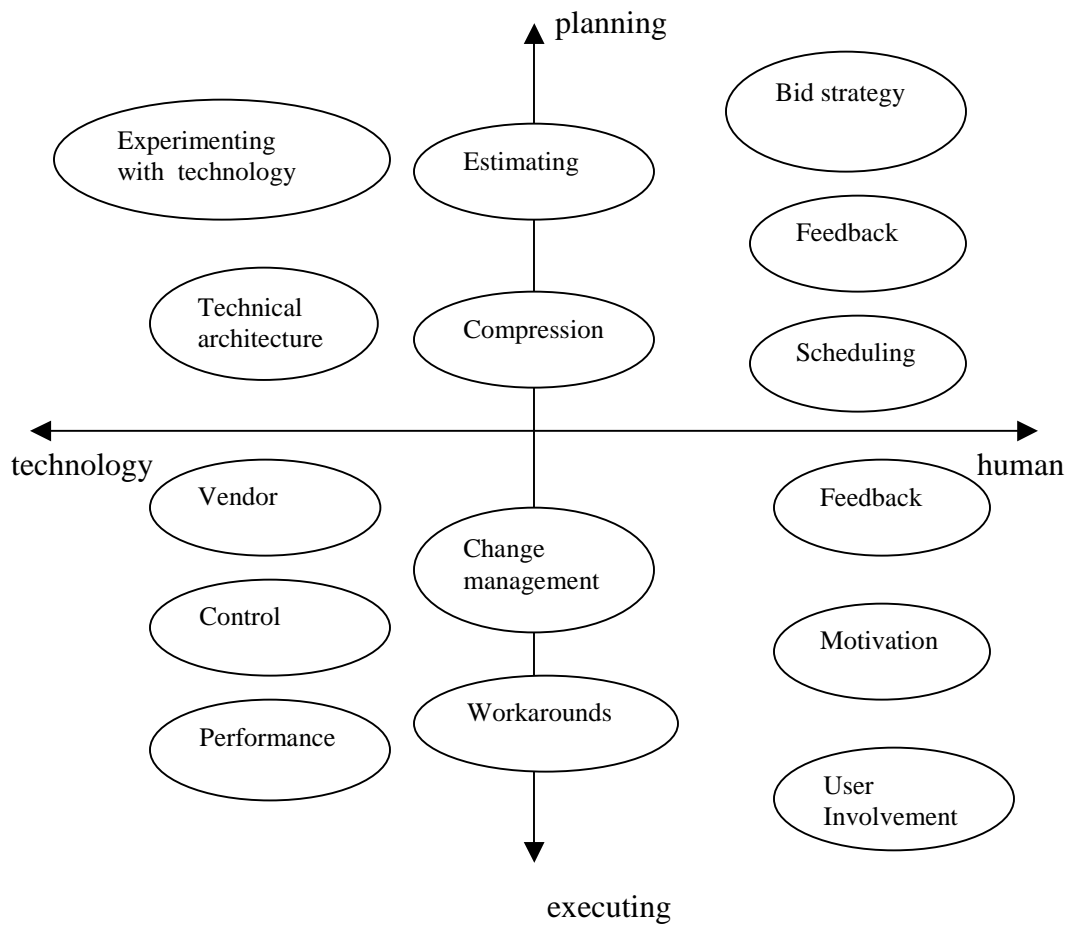 planning
Bid strategy
Experimenting
with technology
Estimating
Feedback
Technical
architecture
Compression
Scheduling
technology
human
Vendor
Feedback
Change
management
Control
Motivation
Workarounds
Performance
User
Involvement
executing